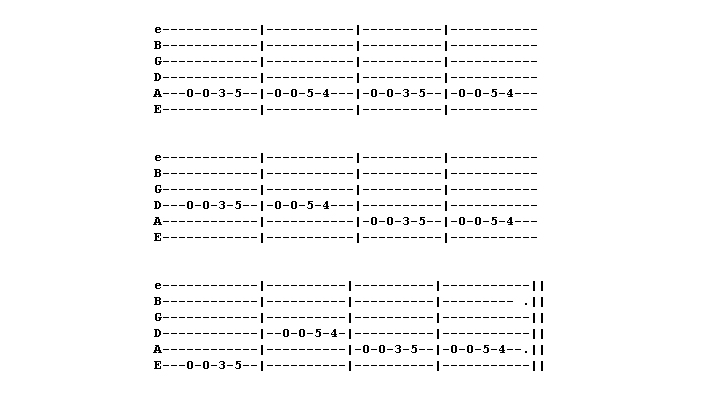 e------------|-----------|----------|-----------
B------------|-----------|----------|-----------
G------------|-----------|----------|-----------
D------------|-----------|----------|-----------
A---0-0-3-5--|-0-0-5-4---|-0-0-3-5--|-0-0-5-4---
E------------|-----------|----------|-----------
e------------|-----------|----------|-----------
B------------|-----------|----------|-----------
G------------|-----------|----------|-----------
D---0-0-3-5--|-0-0-5-4---|----------|-----------
A------------|-----------|-0-0-3-5--|-0-0-5-4---
E------------|-----------|----------|-----------
e------------|----------|----------|-----------||
B------------|----------|----------|--------- .||
G------------|----------|----------|-----------||
D------------|--0-0-5-4-|----------|-----------||
A------------|----------|-0-0-3-5--|-0-0-5-4--.||
E---0-0-3-5--|----------|----------|-----------||